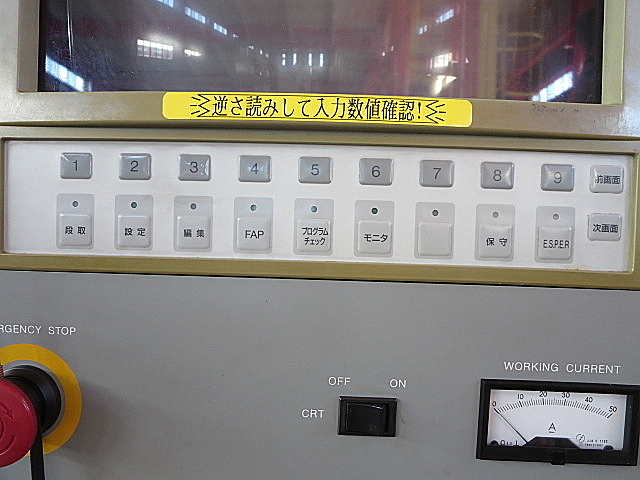 逆さ読みして入力数値確認!
1 2 3 4 5 6 7 8 9 前画面
段取 設定 編集 FAP プログラム チェック モニタ 保守 E.S.P.E.R 次画面
RGENCY STOP
WORKING CURRENT
OFF ON
CRT
0 10 20 30 40 50
A